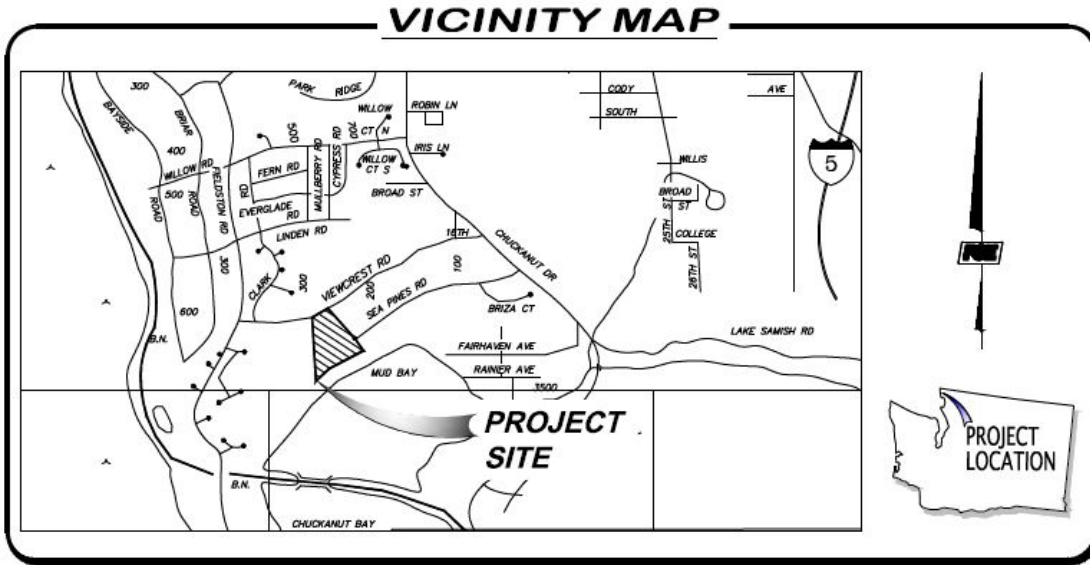 VICINITY MAP
300
BAYSIDE
ROAD
BRIAR
ROAD
400
WILLOW RD
500
FIELDSTON RD
300
600
B.N.
PARK RIDGE
500
700
WILLOW
CT N
ROBIN LN
IRIS LN
WILLOW
CT S
FERN RD
RD
MULLBERRY RD
CYPRESS RD
EVERGLADE
RD
LINDEN RD
BROAD ST
CLARK
300
VIEWCREST RD
200
16TH
100
SEA PINES RD
CHUCKANUT DR
BRIZA CT
FAIRHAVEN AVE
RAINIER AVE
3500
MUD BAY
CODY
SOUTH
AVE
WILLIS
BROAD
ST
25TH ST
COLLEGE
26TH ST
LAKE SAMISH RD
5
PROJECT
SITE
B.N.
CHUCKANUT BAY
PROJECT
LOCATION